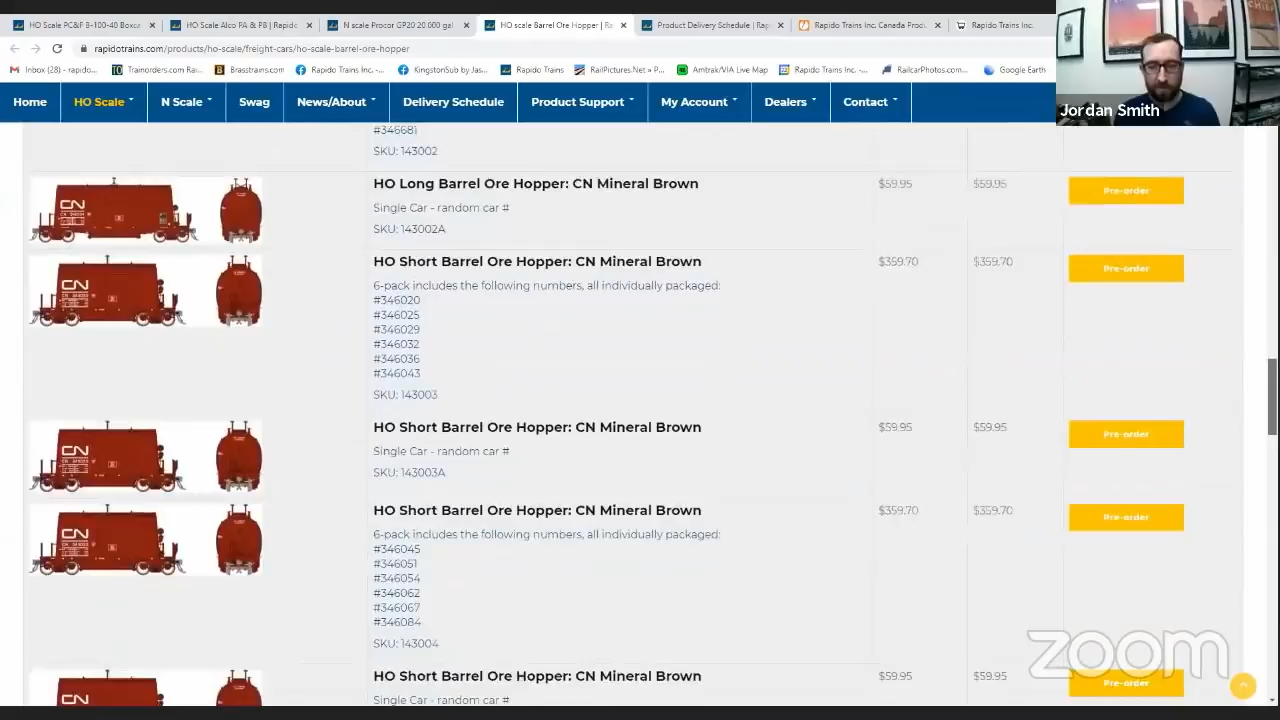 HO Scale PC&F B-100-40 Boxca
HO Scale Alco PA & PB | Rapido
N scale Procor GP20 20,000 gal
HO scale Barrel Ore Hopper | Ra
Product Delivery Schedule | Rap
Rapido Trains Inc. Canada Produ
Rapido Trains Inc.
rapidotrains.com/products/ho-scale/freight-cars/ho-scale-barrel-ore-hopper
Inbox (28) - rapido...
Trainorders.com Rai...
Brasstrains.com
Rapido Trains Inc. -...
KingstonSub by Jas...
Rapido Trains
RailPictures.Net » P...
Amtrak/VIA Live Map
Rapido Trains Inc -...
RailcarPhotos.com...
Google Earth
Home
HO Scale
N Scale
Swag
News/About
Delivery Schedule
Product Support
My Account
Dealers
Contact
Jordan Smith
#346681
SKU: 143002
HO Long Barrel Ore Hopper: CN Mineral Brown
$59.95
$59.95
Pre-order
Single Car - random car #
SKU: 143002A
CN
HO Short Barrel Ore Hopper: CN Mineral Brown
$359.70
$359.70
Pre-order
6-pack includes the following numbers, all individually packaged:
#346020
#346025
#346029
#346032
#346036
#346043
SKU: 143003
CN
HO Short Barrel Ore Hopper: CN Mineral Brown
$59.95
$59.95
Pre-order
Single Car - random car #
SKU: 143003A
CN
HO Short Barrel Ore Hopper: CN Mineral Brown
$359.70
$359.70
Pre-order
6-pack includes the following numbers, all individually packaged:
#346045
#346051
#346054
#346062
#346067
#346084
SKU: 143004
CN
HO Short Barrel Ore Hopper: CN Mineral Brown
$59.95
$59.95
Pre-order
Single Car - random car #
CN
zoom